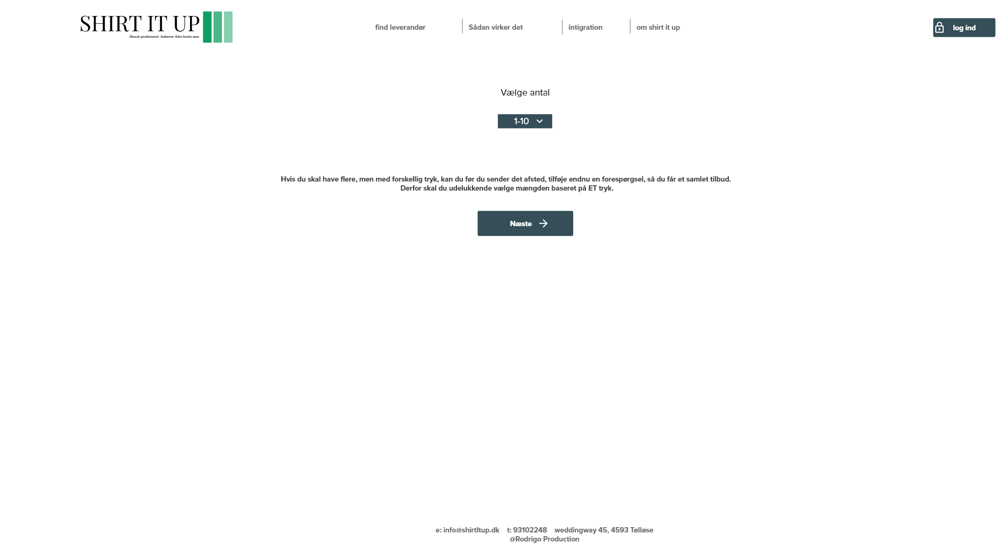 SHIRT IT UP
Dansk produceret behøver ikke koste mer
find leverandør
Sådan virker det
intigration
om shirt it up
log ind
Vælge antal
1-10
Hvis du skal have flere, men med forskellig tryk, kan du før du sender det afsted, tilføje endnu en forespørgsel, så du får et samlet tilbud.
Derfor skal du udelukkende vælge mængden baseret på ET tryk.
Næste
e: info@shirtItup.dk t: 93102248 weddingway 45, 4593 Tølløse
@Rodrigo Production